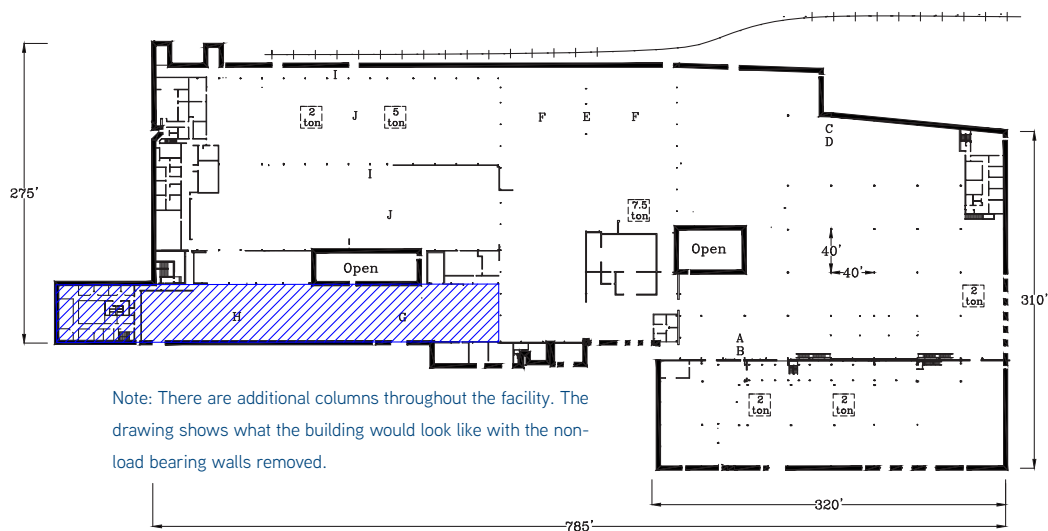 I
2
ton
J
5
ton
F
E
F
C
D
275'
I
J
7.5
ton
Open
40'
40'
Open
2
ton
310'
H
G
A
B
Note: There are additional columns throughout the facility. The
drawing shows what the building would look like with the non-
load bearing walls removed.
2
ton
2
ton
320'
785'